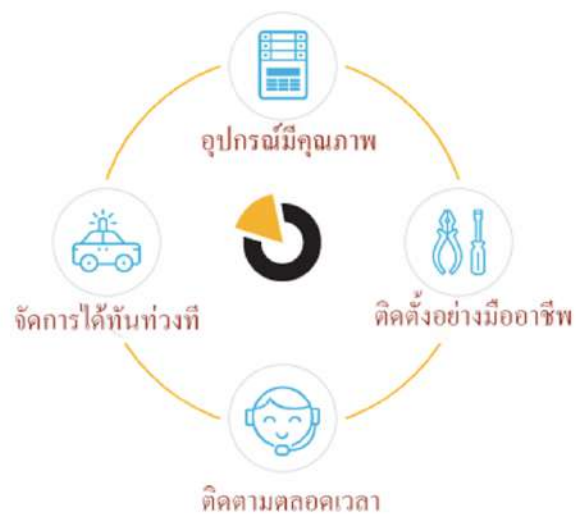 อุปกรณ์มีคุณภาพ
จัดการได้ทันท่วงที
ติดตั้งอย่างมืออาชีพ
ติดตามตลอดเวลา